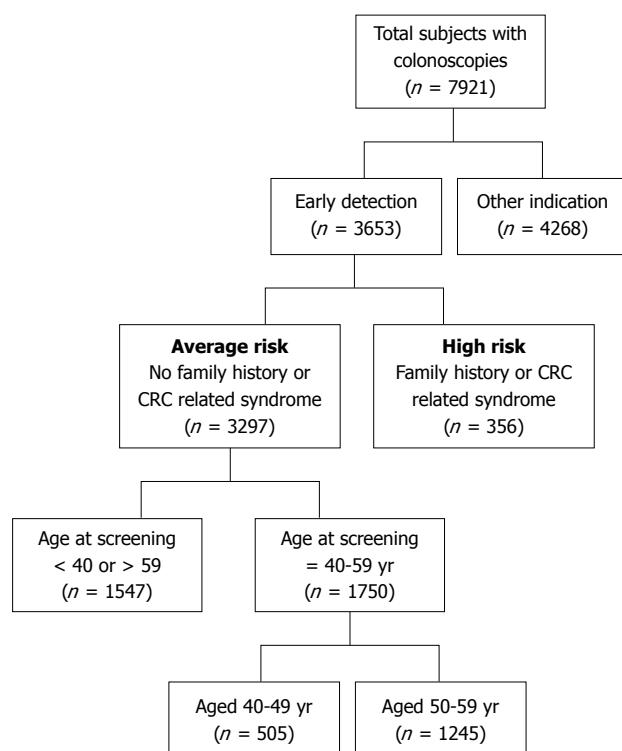 Total subjects with
colonoscopies
(n = 7921)
Early detection
(n = 3653)
Other indication
(n = 4268)
Average risk
No family history or
CRC related syndrome
(n = 3297)
High risk
Family history or CRC
related syndrome
(n = 356)
Age at screening
< 40 or > 59
(n = 1547)
Age at screening
= 40-59 yr
(n = 1750)
Aged 40-49 yr
(n = 505)
Aged 50-59 yr
(n = 1245)